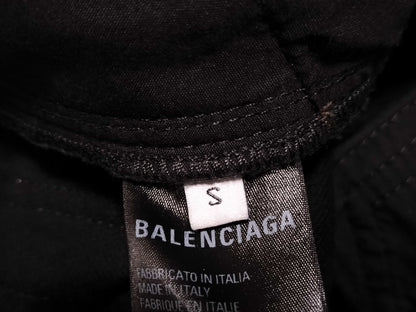 S
BALENCIAGA
FABBRICATO IN ITALIA
MADE IN ITALY
FABRIQUE EN ITALIE